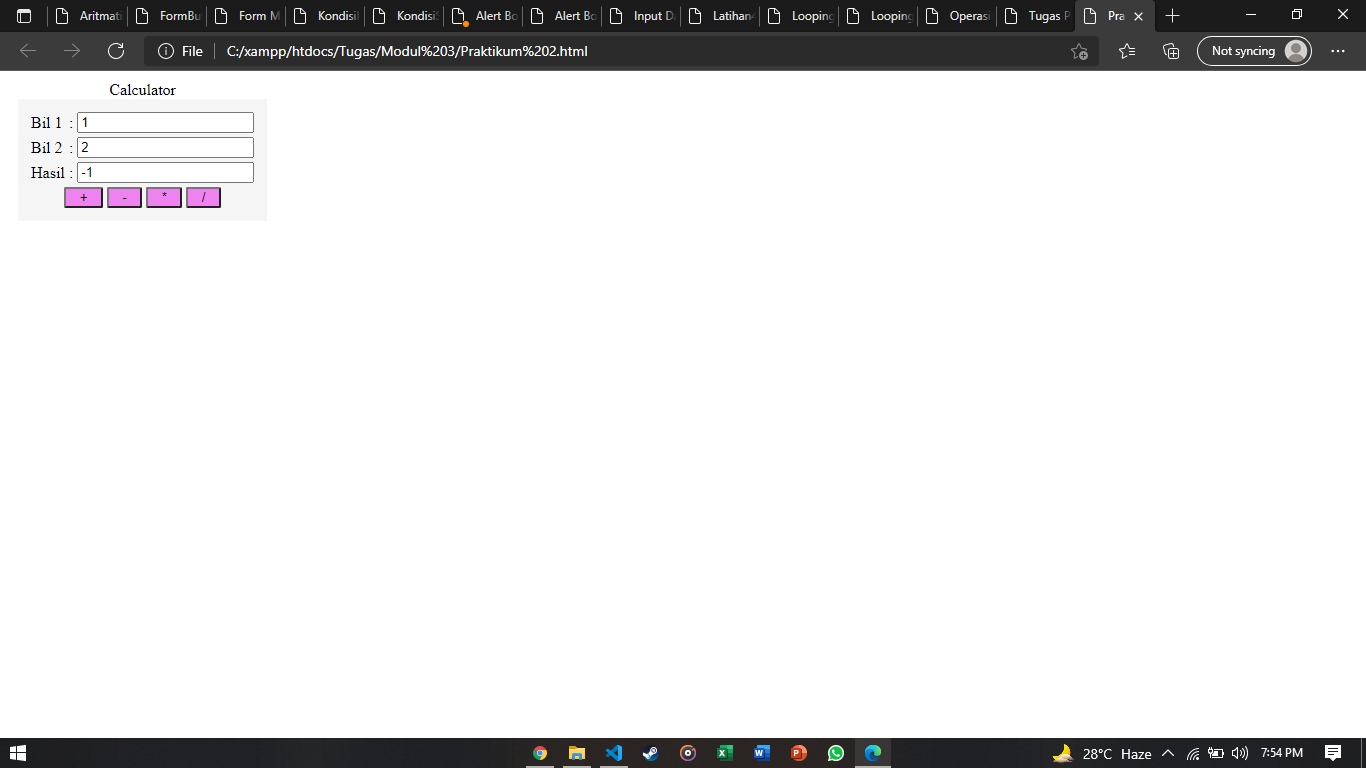 Aritmati FormBu Form M Kondisi KondisiS Alert Bo Alert Bo Input D Latihan Looping Looping Operasi Tugas P Pra
File C:/xampp/htdocs/Tugas/Modul%203/Praktikum%202.html Not syncing
Calculator
Bil 1 : 1
Bil 2 : 2
Hasil : -1
+ - * /
28°C Haze 7:54 PM